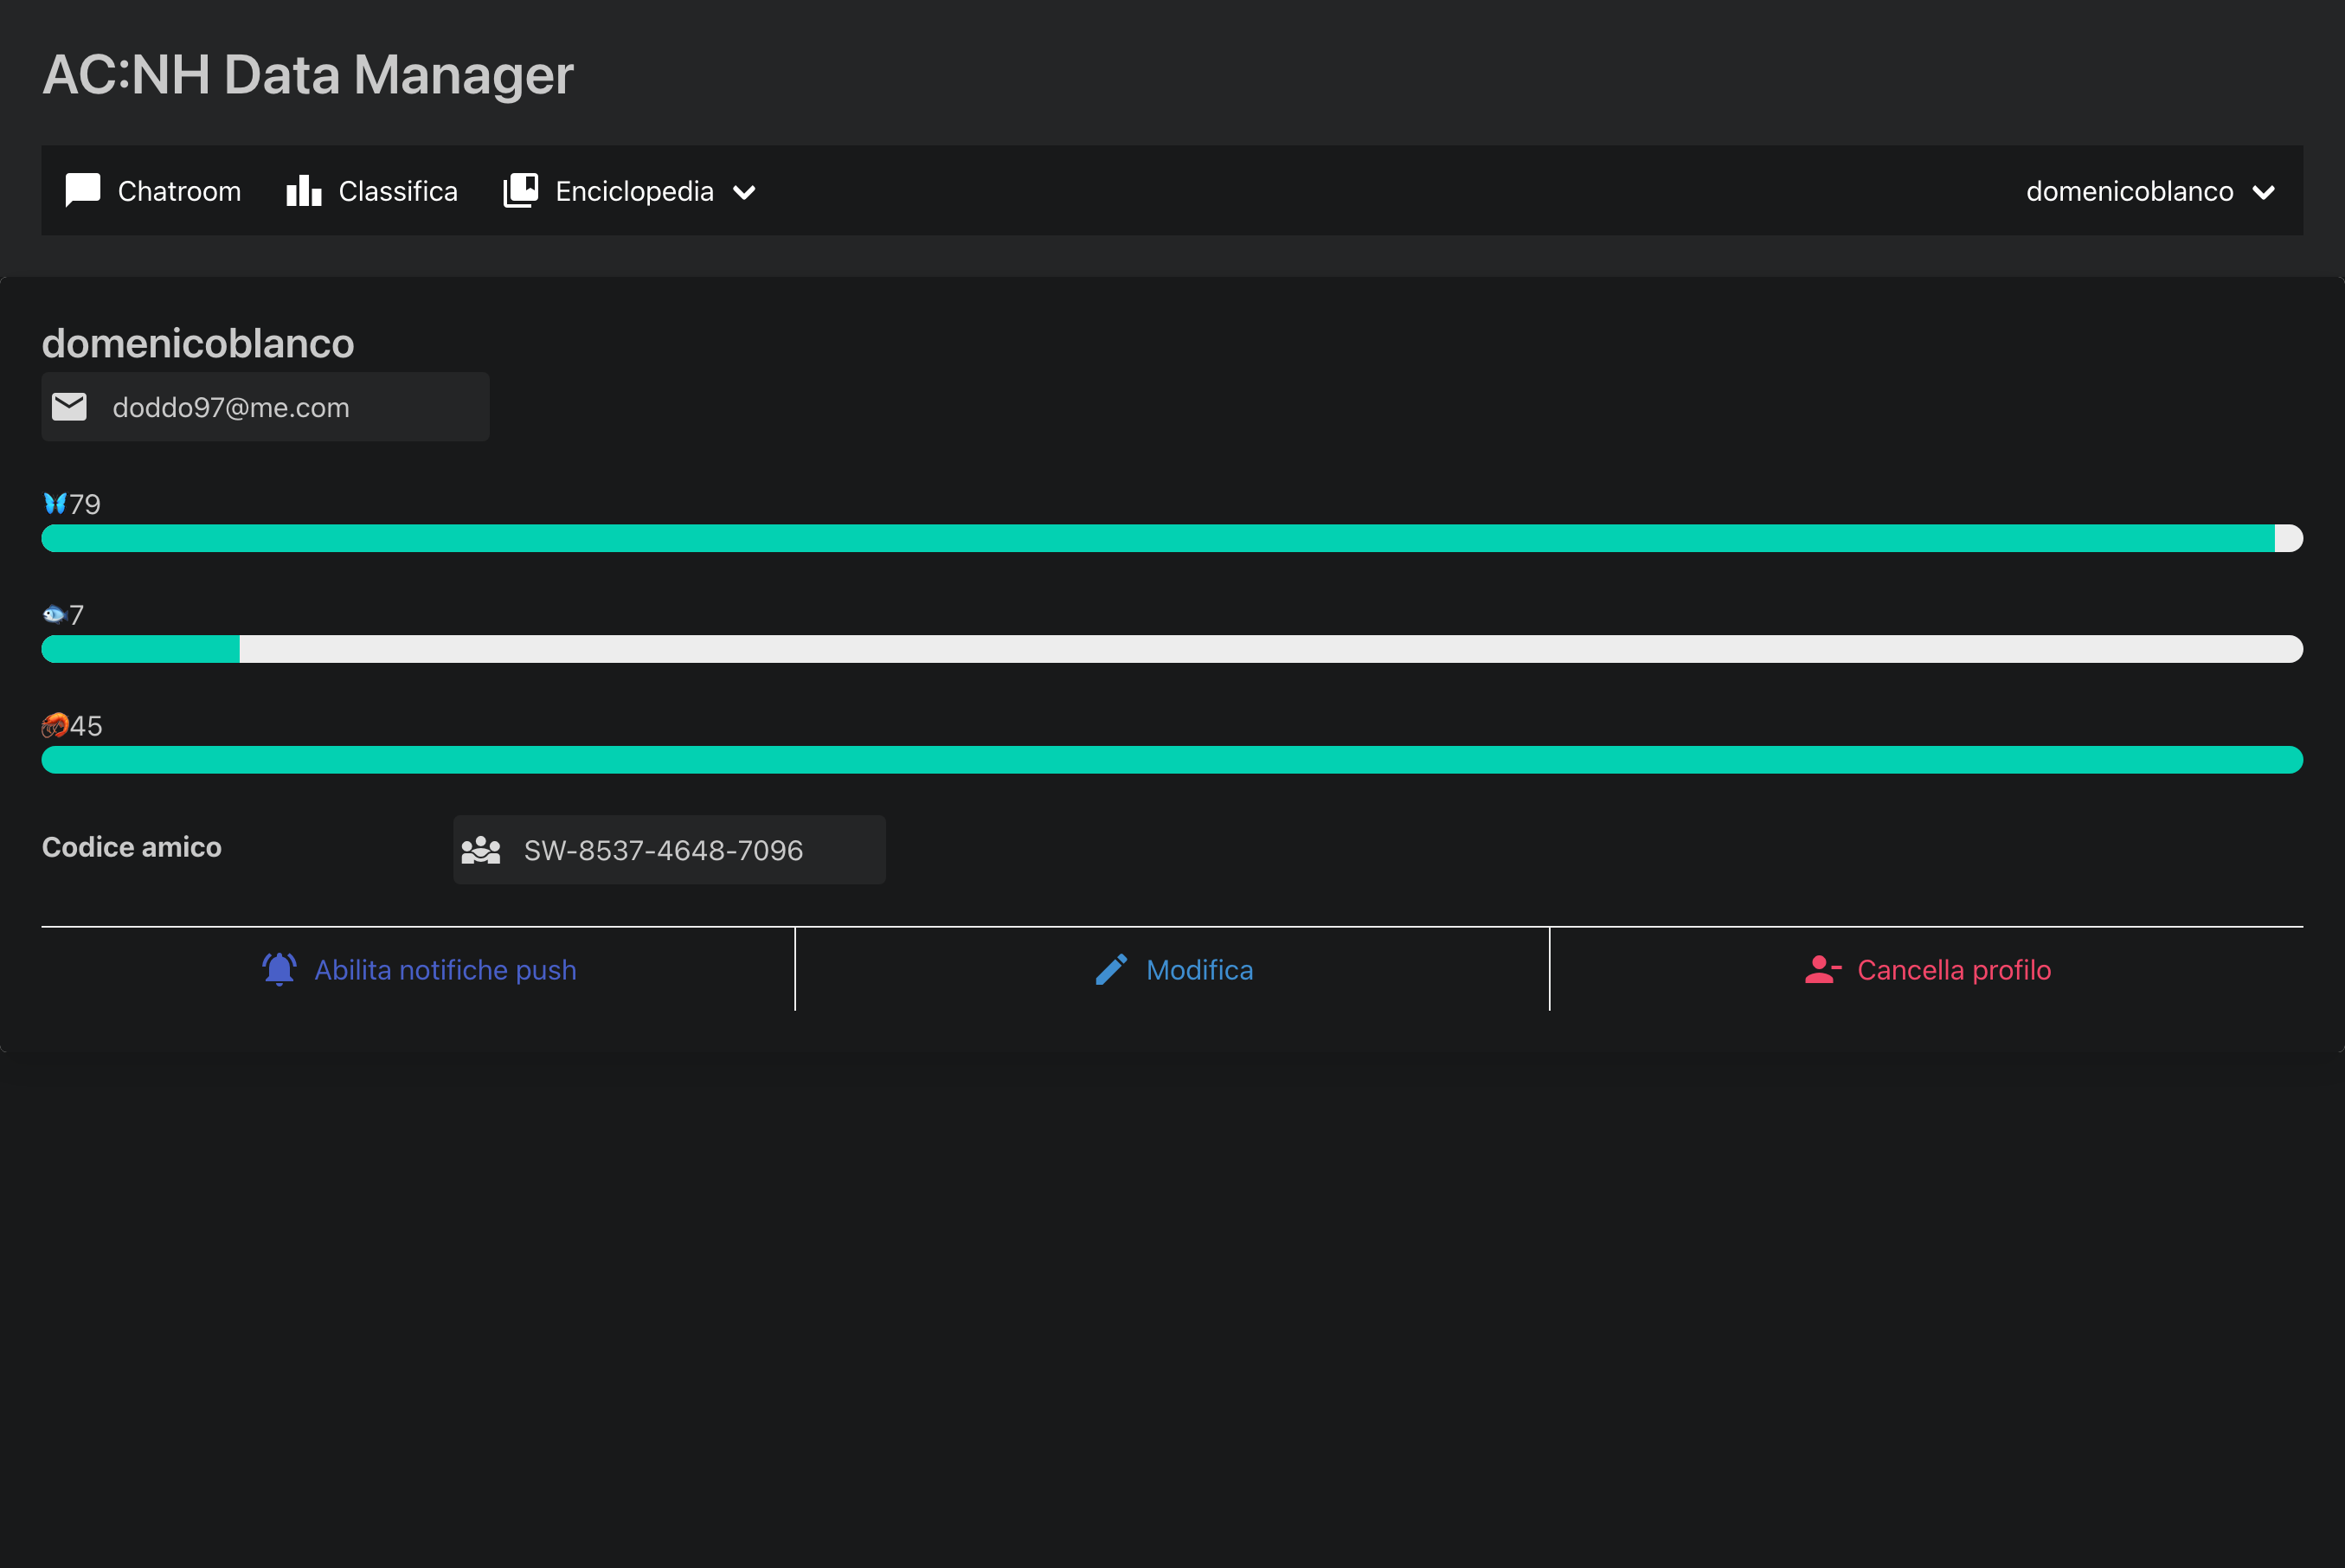 AC:NH Data Manager
Chatroom Classifica Enciclopedia domenicoblanco
domenicoblanco
doddo97@me.com
79
7
45
Codice amico SW-8537-4648-7096
Abilita notifiche push Modifica Cancella profilo